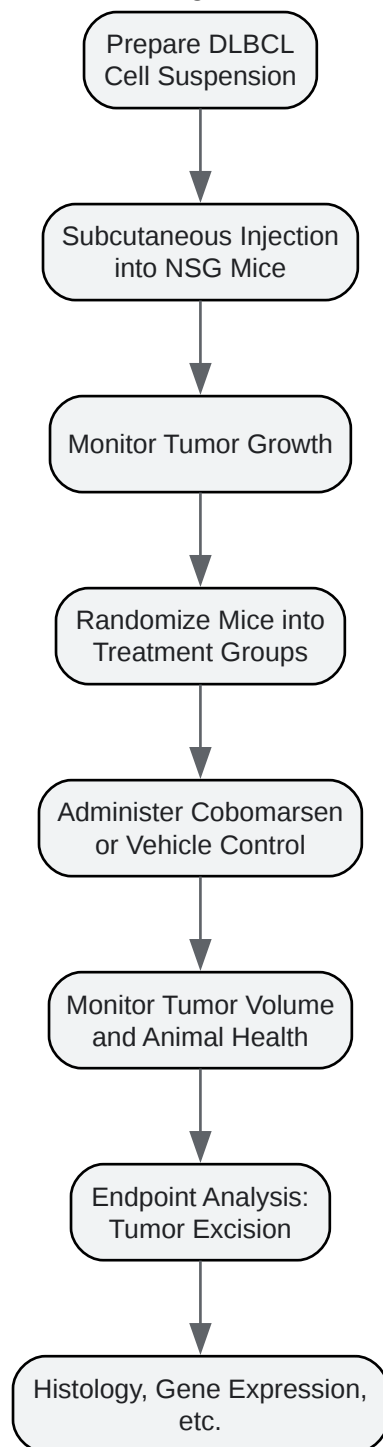 Prepare DLBCL
Cell Suspension
Subcutaneous Injection
into NSG Mice
Monitor Tumor Growth
Randomize Mice into
Treatment Groups
Administer Cobomarsen
or Vehicle Control
Monitor Tumor Volume
and Animal Health
Endpoint Analysis:
Tumor Excision
Histology, Gene Expression,
etc.